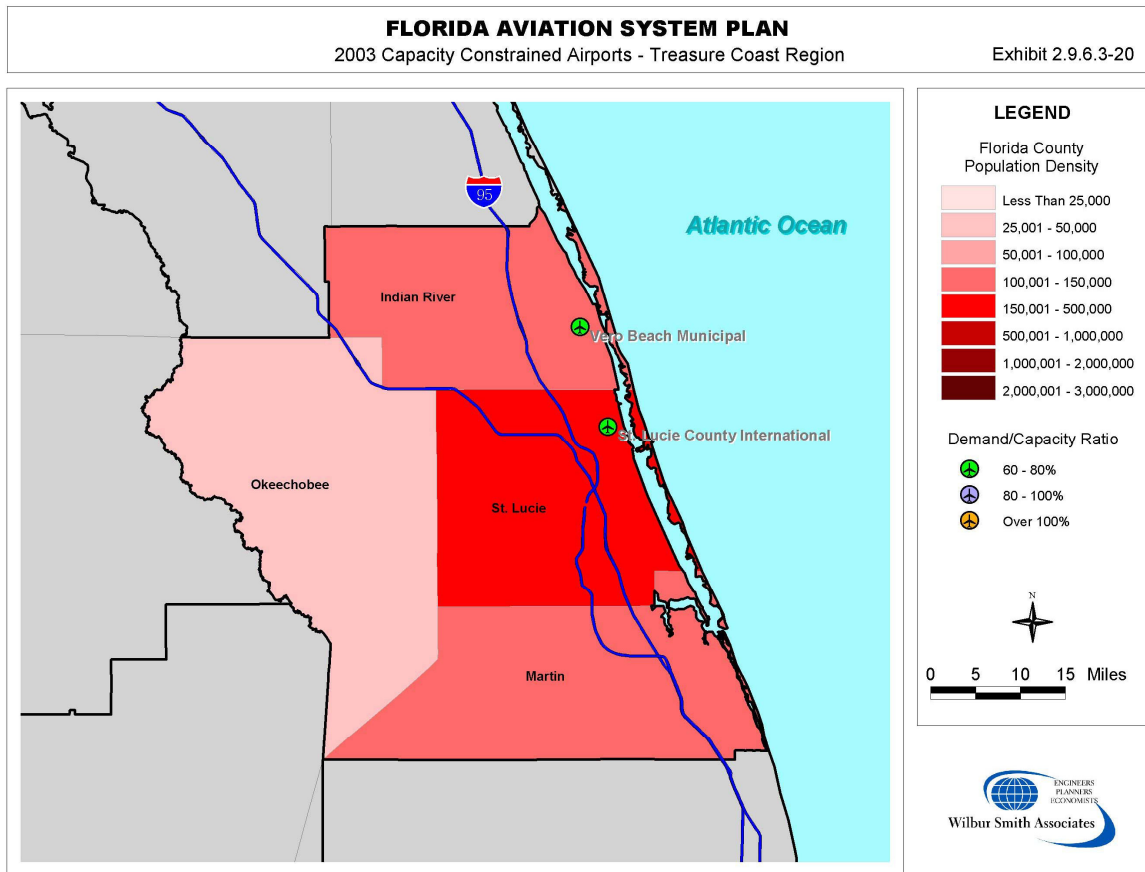 FLORIDA AVIATION SYSTEM PLAN
2003 Capacity Constrained Airports - Treasure Coast Region
Exhibit 2.9.6.3-20
95
Atlantic Ocean
Indian River
Vero Beach Municipal
St. Lucie County International
Okeechobee
St. Lucie
Martin
LEGEND
Florida County
Population Density
Less Than 25,000
25,001 - 50,000
50,001 - 100,000
100,001 - 150,000
150,001 - 500,000
500,001 - 1,000,000
1,000,001 - 2,000,000
2,000,001 - 3,000,000
Demand/Capacity Ratio
60 - 80%
80 - 100%
Over 100%
N
0 5 10 15 Miles
ENGINEERS
PLANNERS
ECONOMISTS
Wilbur Smith Associates